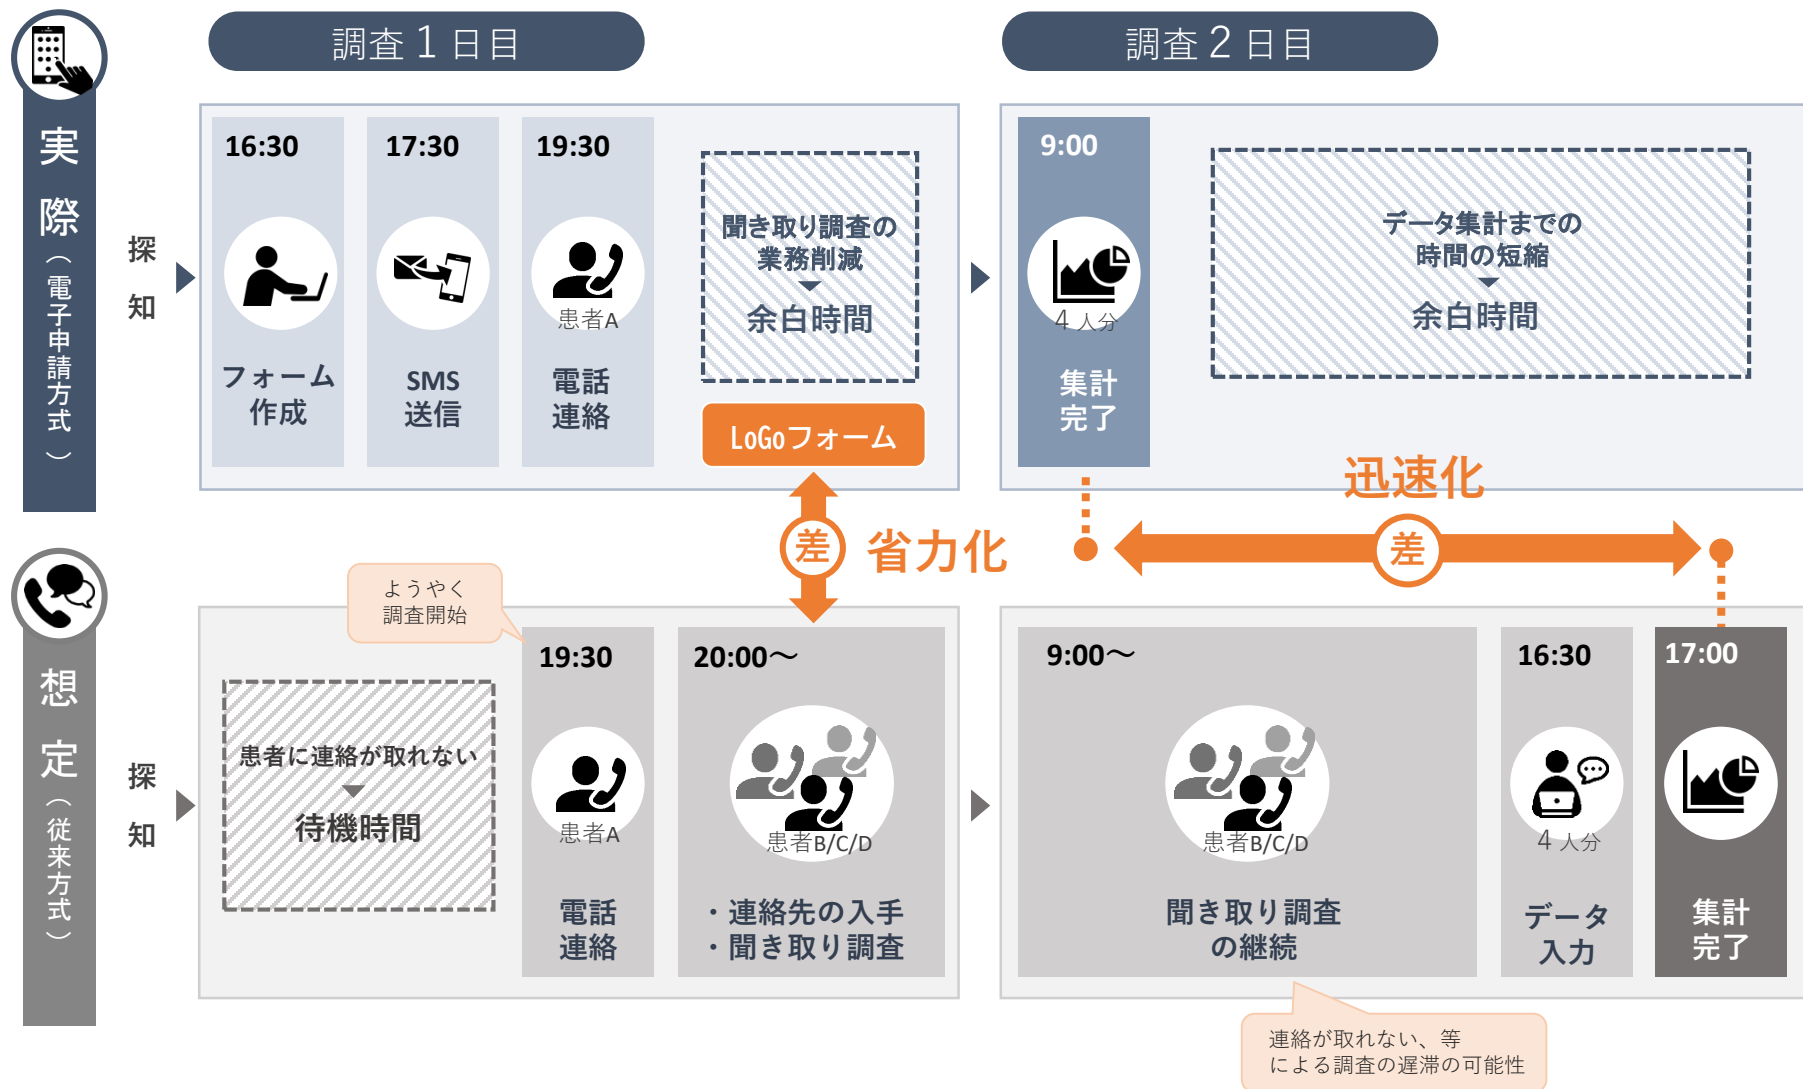 調査１日目
調査２日目
実際（電子申請方式）
探知
16:30
フォーム
作成
17:30
SMS
送信
19:30
患者A
電話
連絡
聞き取り調査の
業務削減
余白時間
LoGoフォーム
9:00
４人分
集計
完了
データ集計までの
時間の短縮
余白時間
差
省力化
迅速化
差
想定（従来方式）
探知
患者に連絡が取れない
待機時間
ようやく
調査開始
19:30
患者A
電話
連絡
20:00～
患者B/C/D
・連絡先の入手
・聞き取り調査
9:00～
患者B/C/D
聞き取り調査
の継続
16:30
４人分
データ
入力
17:00
集計
完了
連絡が取れない、等
による調査の遅滞の可能性